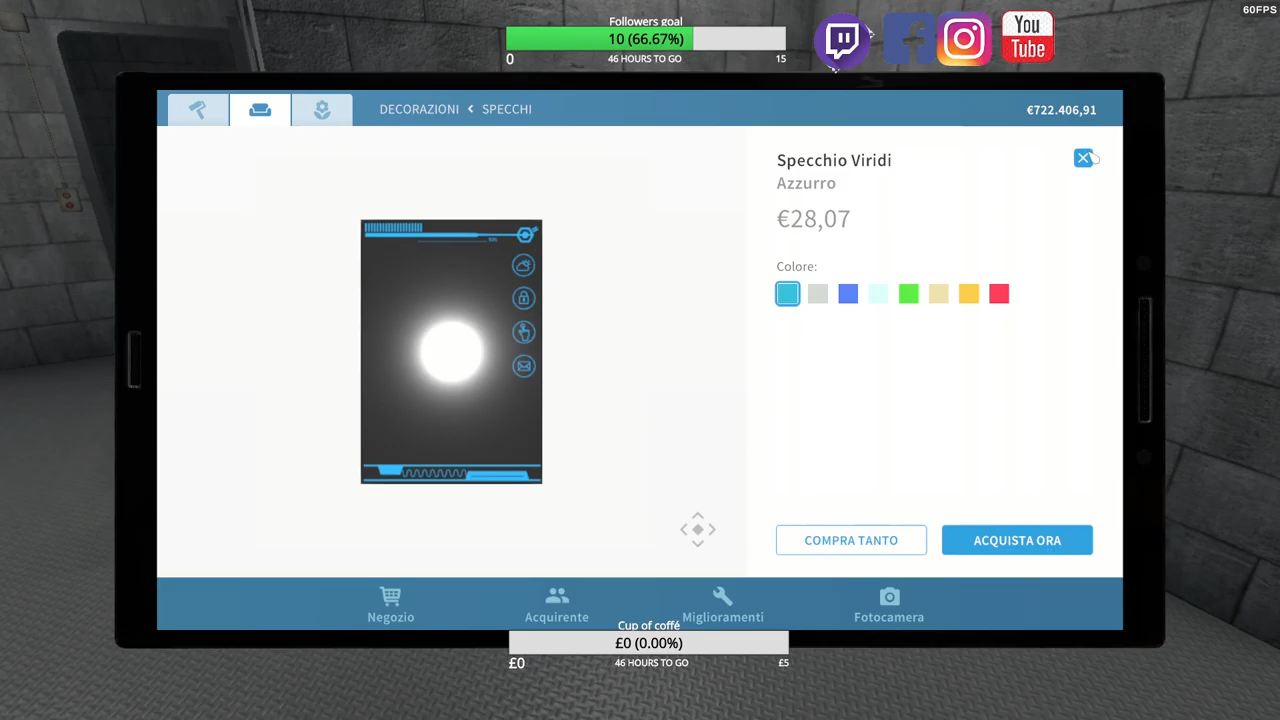 60FPS
Followers goal
10 (66.67%)
0
46 HOURS TO GO
15
You
Tube
DECORAZIONI
SPECCHI
€722.406,91
Specchio Viridi
Azzurro
€28,07
Colore:
COMPRA TANTO
ACQUISTA ORA
Negozio
Acquirente
Miglioramenti
Fotocamera
Cup of coffé
£0 (0.00%)
£0
46 HOURS TO GO
£5